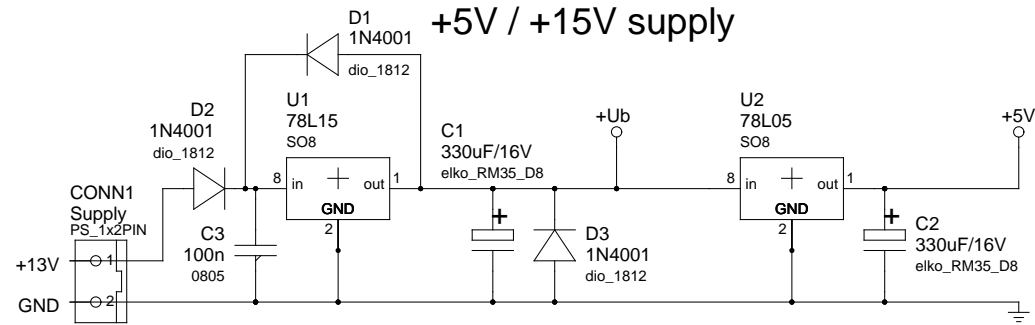 +5V / +15V supply
D1
1N4001
dio_1812
D2
1N4001
dio_1812
U1
78L15
SO8
8 in + out 1
GND
2
C1
330uF/16V
elko_RM35_D8
+
+Ub
U2
78L05
SO8
8 in + out 1
GND
2
+5V
CONN1
Supply
PS_1x2PIN
+13V 1
GND 2
C3
100n
0805
D3
1N4001
dio_1812
+
C2
330uF/16V
elko_RM35_D8